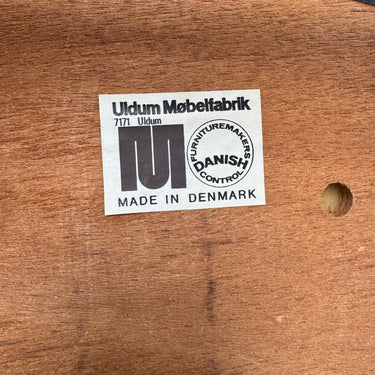 Uldum Møbelfabrik
7171 Uldum
FURNITUREMAKERS
DANISH
CONTROL
MADE IN DENMARK